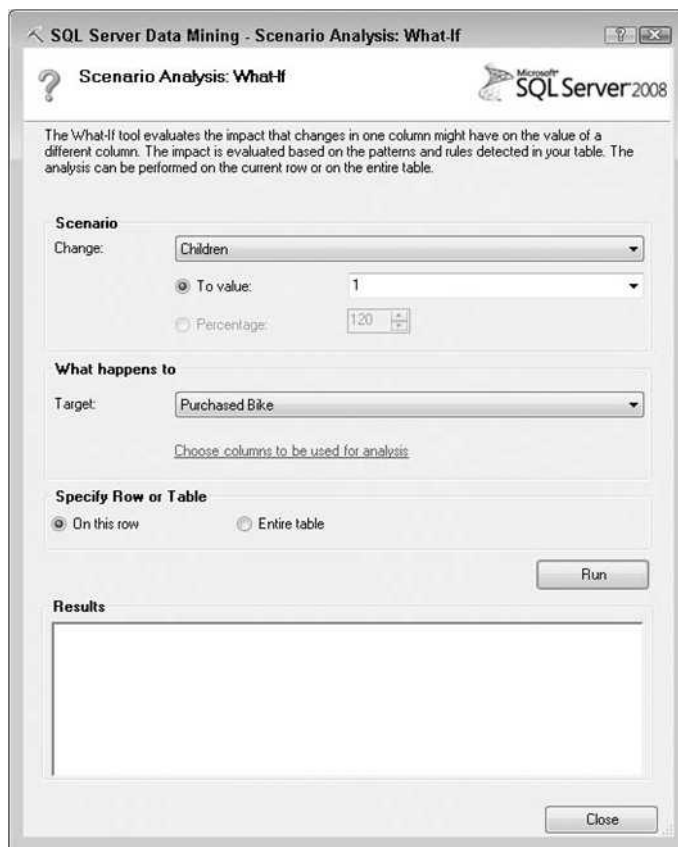 SQL Server Data Mining - Scenario Analysis: What-If
?
Scenario Analysis: What-If
Microsoft
SQL Server 2008
The What-If tool evaluates the impact that changes in one column might have on the value of a
different column. The impact is evaluated based on the patterns and rules detected in your table. The
analysis can be performed on the current row or on the entire table.
Scenario
Change: Children
To value: 1
Percentage: 120
What happens to
Target: Purchased Bike
Choose columns to be used for analysis
Specify Row or Table
On this row Entire table
Run
Results
Close